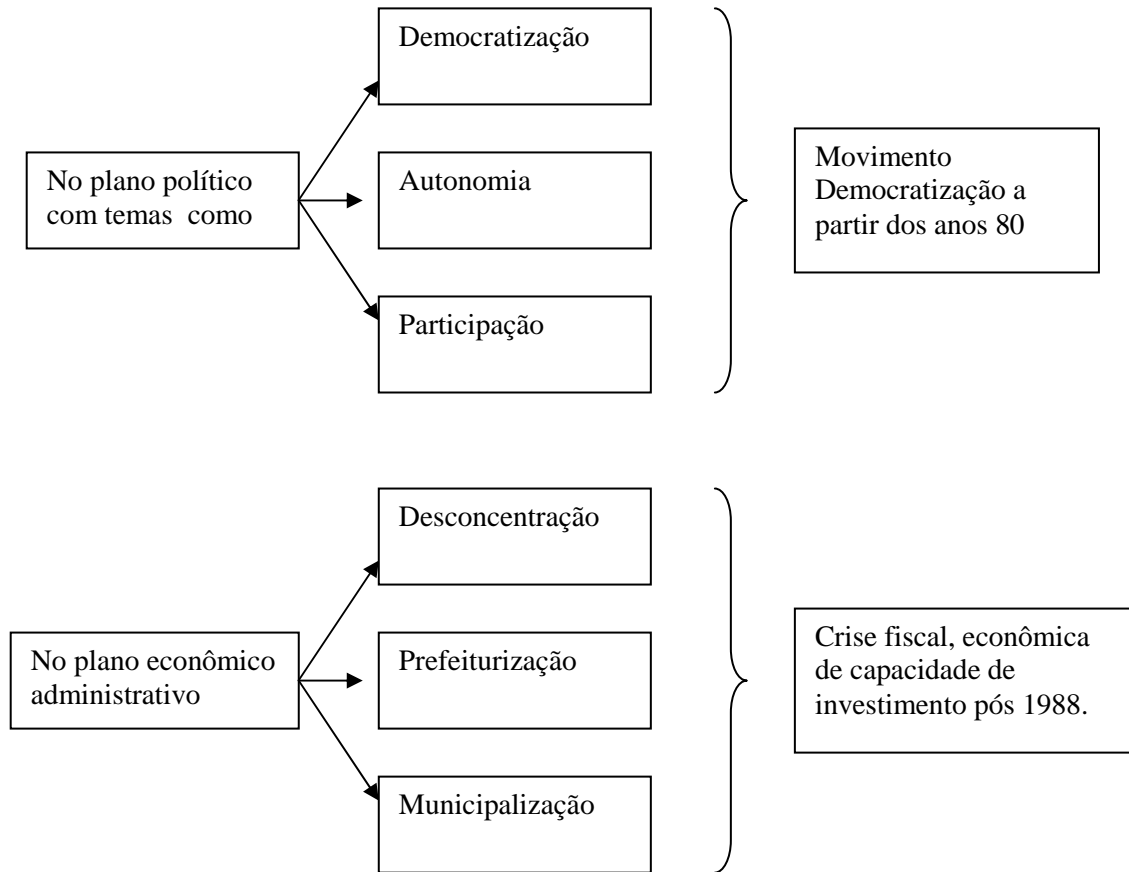 Democratização
No plano político
com temas como
Autonomia
Movimento
Democratização a
partir dos anos 80
Participação
Desconcentração
No plano econômico
administrativo
Prefeiturização
Crise fiscal, econômica
de capacidade de
investimento pós 1988.
Municipalização